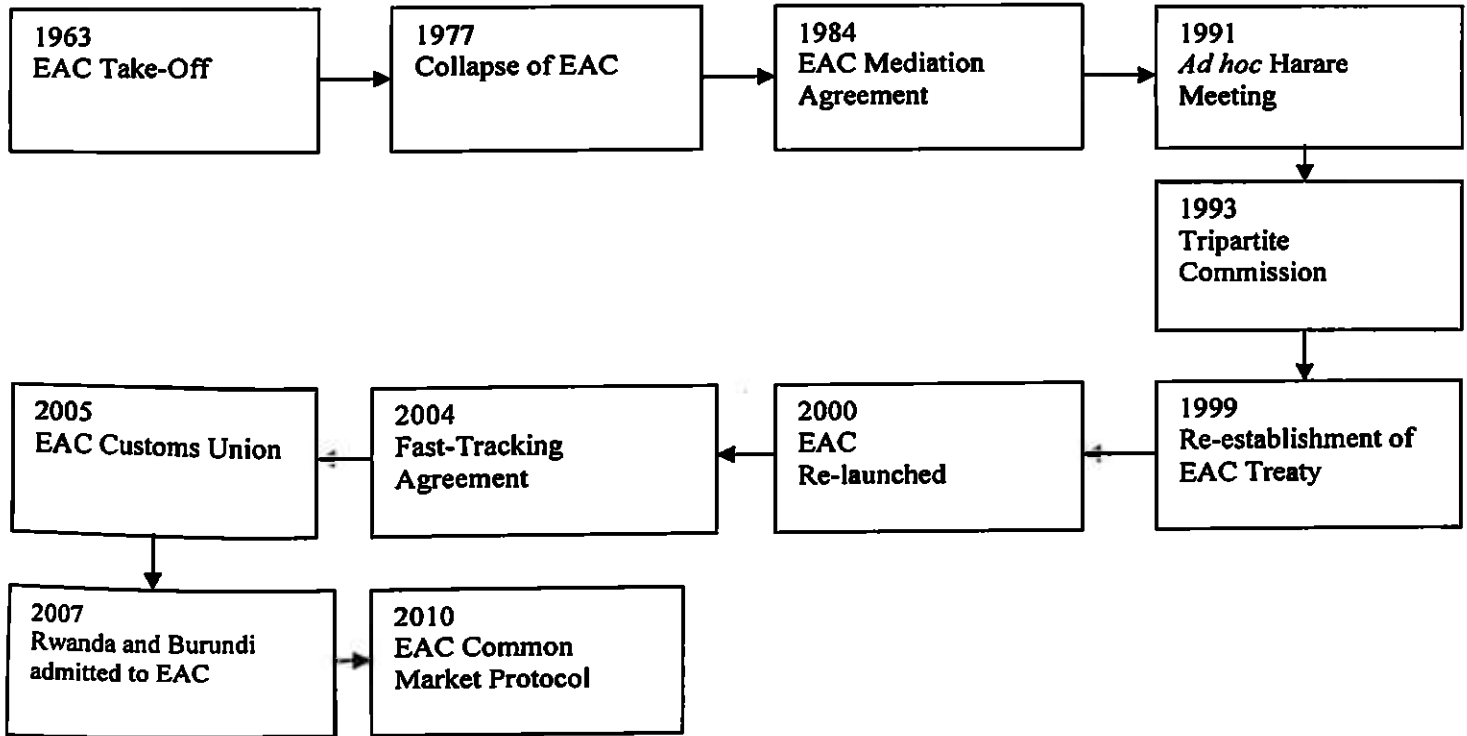 1963
EAC Take-Off
1977
Collapse of EAC
1984
EAC Mediation
Agreement
1991
Ad hoc Harare
Meeting
1993
Tripartite
Commission
1999
Re-establishment of
EAC Treaty
2000
EAC
Re-launched
2004
Fast-Tracking
Agreement
2005
EAC Customs Union
2007
Rwanda and Burundi
admitted to EAC
2010
EAC Common
Market Protocol